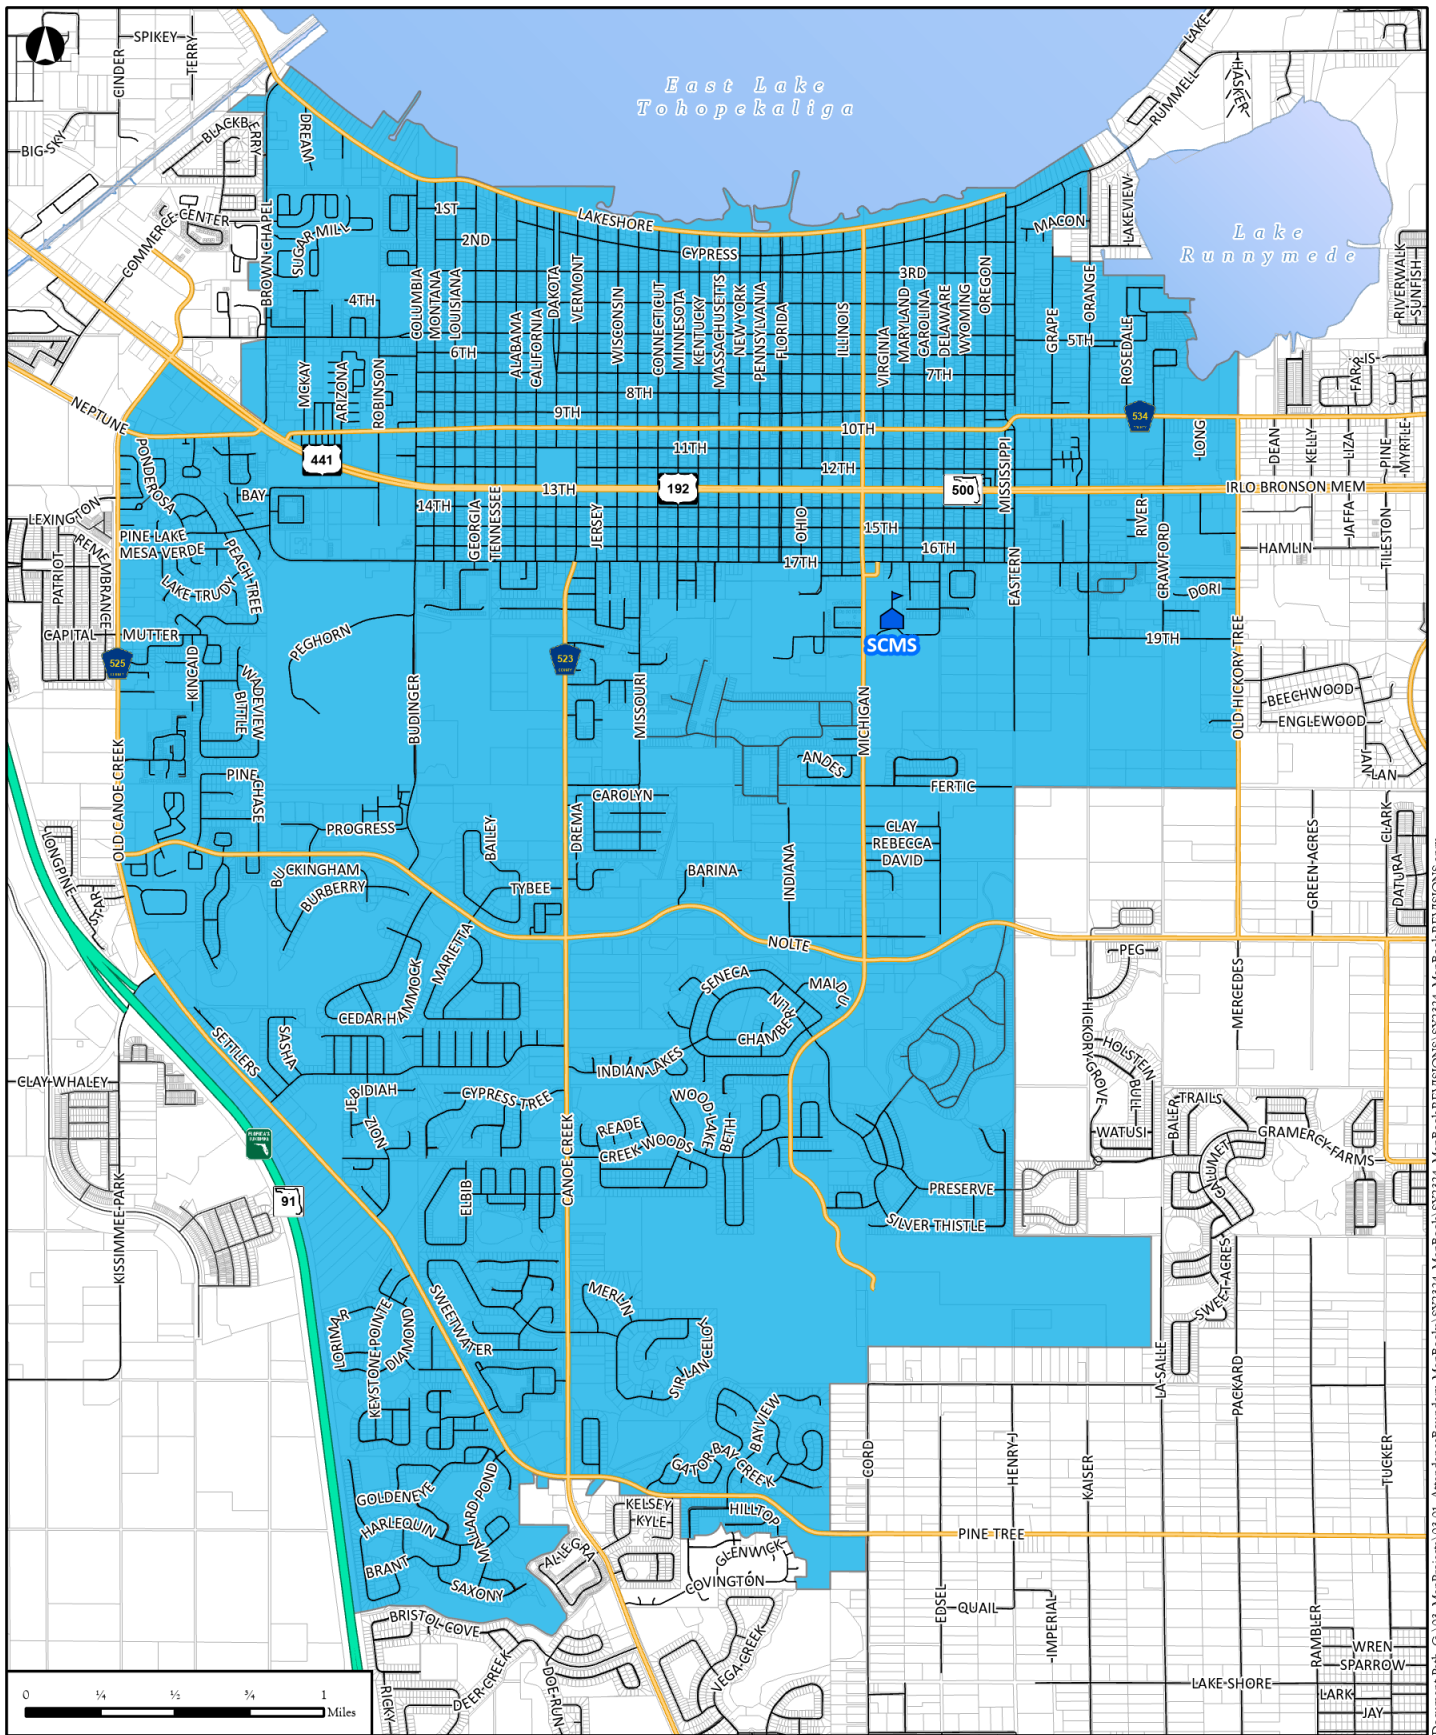 SPIKEY
TERRY
CINDER
LAKE
East Lake
Tohopekaliga
HASKER
RUMMELL
BIG SKY
DREAM
LAKEVIEW
MACON
COMMERCE CENTER
BROWN CHAPEL
SUGAR MILL
1ST
2ND
LAKESHORE
CYPRESS
Lake
Runnymede
RIVERWALK
SUNFISH
3RD
4TH
5TH
6TH
7TH
8TH
9TH
10TH
11TH
12TH
COLUMBIA
MONTANA
LOUISIANA
ALABAMA
CALIFORNIA
DAKOTA
VERMONT
WISCONSIN
CONNECTICUT
MINNESOTA
KENTUCKY
MASSACHUSETTS
NEW YORK
PENNSYLVANIA
FLORIDA
ILLINOIS
VIRGINIA
MARYLAND
CAROLINA
DELAWARE
WYOMING
OREGON
GRAPE
ORANGE
ROSEDALE
MCKAY
ARIZONA
ROBINSON
NEPTUNE
PONDEROSA
441
192
500
534
MISSISSIPPI
LONG
DEAN
KELLY
LIZA
PINE
MYRTLE
IRLO BRONSON MEM
13TH
14TH
15TH
16TH
17TH
BAY
LEXINGTON
PINE LAKE
MESA VERDE
PEACH TREE
LAKE TRUDY
REMEMBRANCE
PATRIOT
CAPITAL
MUTTER
GEORGIA
TENNESSEE
JERSEY
OHIO
EASTERN
RIVER
CRAWFORD
HAMLIN
JAFFA
TILESTON
DORI
19TH
SCMS
525
523
KINCAID
WADEVIEW
BATTLE
PEGHORN
BUDINGER
MISSOURI
MICHIGAN
OLD HICKORY TREE
BEECHWOOD
ENGLEWOOD
JAN
LAN
OLD CANOE CREEK
PINE CHASE
PROGRESS
CAROLYN
DREMA
BAILEY
ANDES
FERTIC
CLAY
REBECCA
DAVID
INDIANA
BARINA
GREEN ACRES
CLARK
DATURA
LONGPINE
STAR
BUCKINGHAM
BURBERRY
TYBEE
NOLTE
MARIETTA
CEDAR HAMMOCK
SENECA
CHAMBERLIN
PEG
MERCEDES
SETTLERS
SASHA
CLAY WHALEY
JEBIDIAH
ZION
CYPRESS TREE
INDIAN LAKES
READE
CREEK WOODS
WOOD LAKE
BETH
HICKORY GROVE
HOLSTEIN
BULL
WATUSI
BALER
TRAILS
GRAMERCY FARMS
CALUMET
91
KISSIMMEE PARK
ELBIB
CANOE CREEK
PRESERVE
SILVER THISTLE
SWEET ACRES
LORIMAR
KEYSTONE POINTE
DIAMOND
SWEETWATER
MERLIN
SIR LANCELOT
LA SALLE
PACKARD
TUCKER
GOLDENEYE
HARLEQUIN
BRANT
MALLARD POND
SAXONY
BAYVIEW
GATOR BAY CREEK
CORD
HENRY J
KAISER
KELSEY
KYLE
HILLTOP
PINE TREE
ALLEGRA
GLENWICK
COVINGTON
EDSEL
QUAIL
IMPERIAL
RAMBLER
WREN
SPARROW
BRISTOL COVE
DEER CREEK
DOE RUN
VEGA CREEK
RICKY
LAKE SHORE
LARK
JAY
0 ¼ ½ ¾ 1
Miles